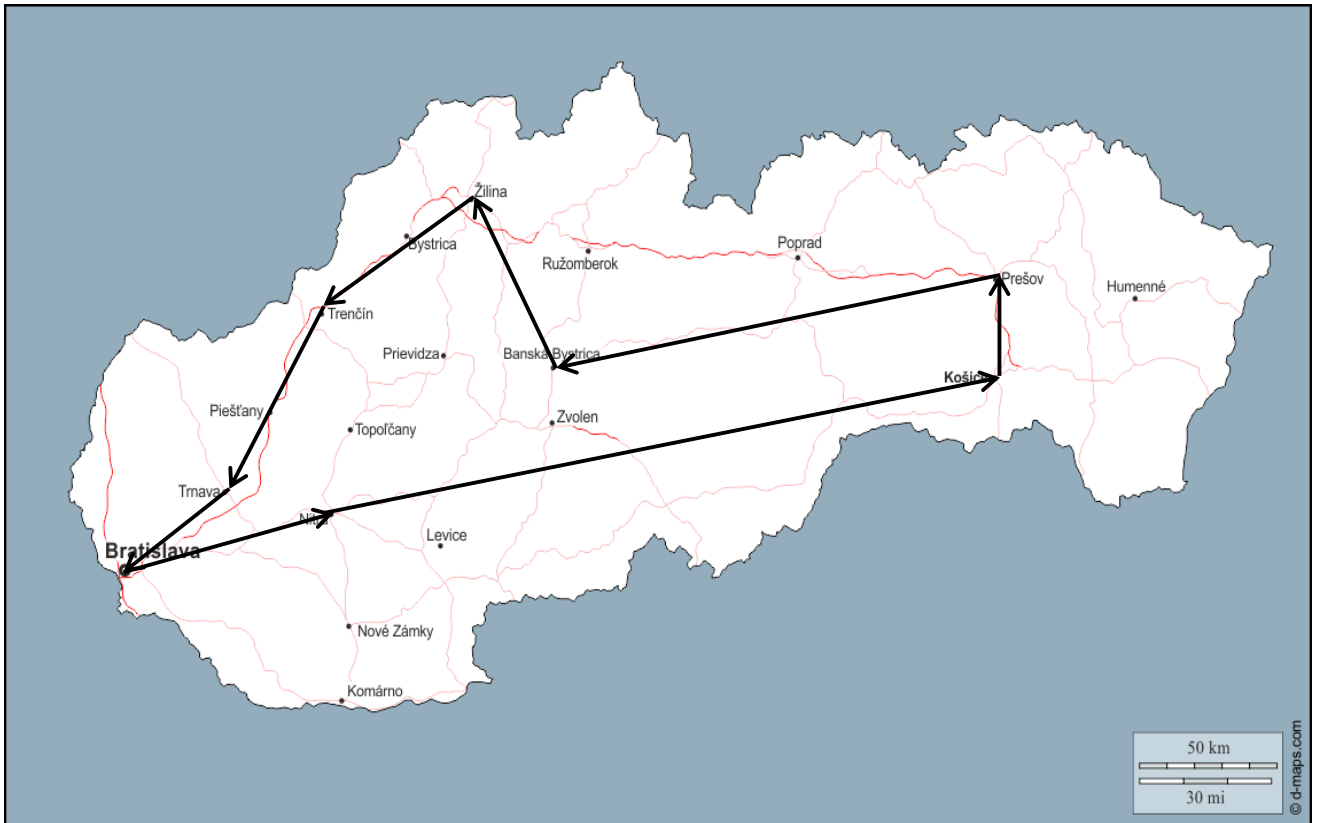 Žilina
Bystrica
Ružomberok
Poprad
Prešov
Humenné
Trenčín
Prievidza
Banská Bystrica
Košice
Piešťany
Topoľčany
Zvolen
Trnava
Nitra
Levice
Bratislava
Nové Zámky
Komárno
50 km
30 mi
© d-maps.com